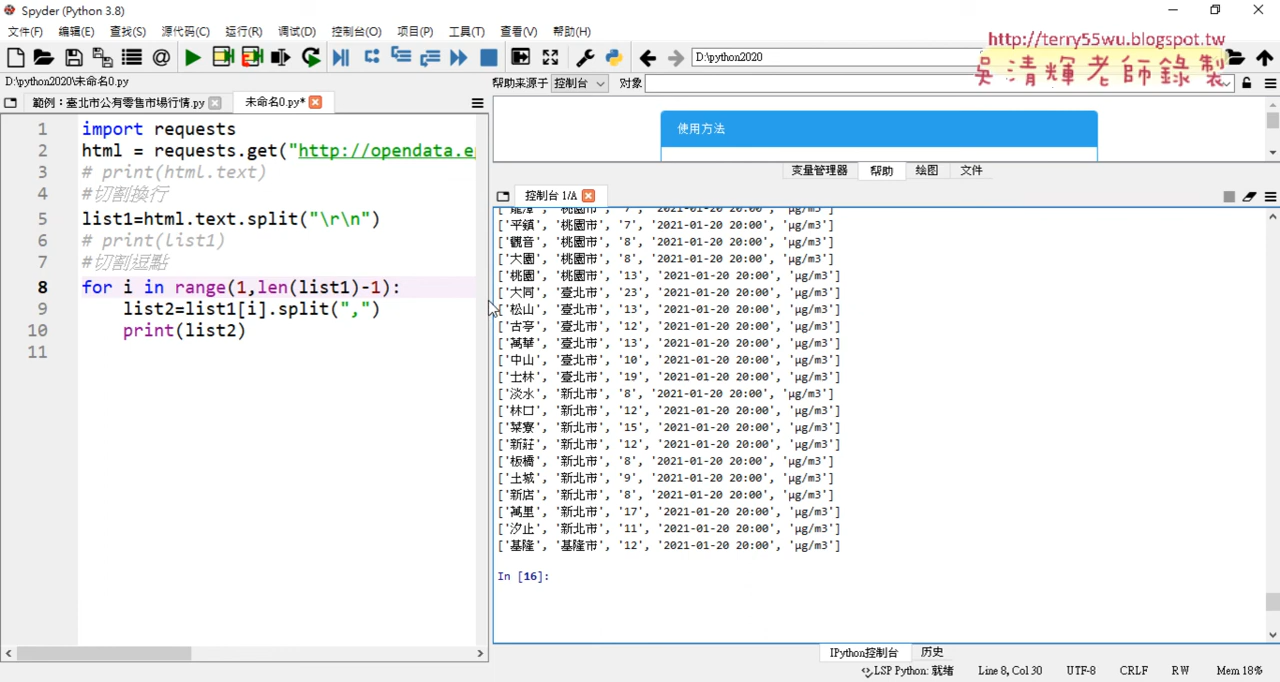 Spyder (Python 3.8)
文件(F) 编辑(E) 查找(S) 源代码(C) 运行(R) 调试(D) 控制台(O) 项目(P) 工具(T) 查看(V) 帮助(H)
D:\python2020
http://terry55wu.blogspot.tw
吳清輝老師錄製
D:\python2020\未命名0.py
帮助来源于 控制台 对象
範例：臺北市公有零售市場行情.py 未命名0.py*
使用方法
变量管理器 帮助 绘图 文件
控制台 1/A
1 import requests
2 html = requests.get("http://opendata.e
3 # print(html.text)
4 #切割換行
5 list1=html.text.split("\r\n")
6 # print(list1)
7 #切割逗點
8 for i in range(1,len(list1)-1):
9 list2=list1[i].split(",")
10 print(list2)
11
['龍潭', '桃園市', '7', '2021-01-20 20:00', 'μg/m3']
['平鎮', '桃園市', '7', '2021-01-20 20:00', 'μg/m3']
['觀音', '桃園市', '8', '2021-01-20 20:00', 'μg/m3']
['大園', '桃園市', '8', '2021-01-20 20:00', 'μg/m3']
['桃園', '桃園市', '13', '2021-01-20 20:00', 'μg/m3']
['大同', '臺北市', '23', '2021-01-20 20:00', 'μg/m3']
['松山', '臺北市', '13', '2021-01-20 20:00', 'μg/m3']
['古亭', '臺北市', '12', '2021-01-20 20:00', 'μg/m3']
['萬華', '臺北市', '13', '2021-01-20 20:00', 'μg/m3']
['中山', '臺北市', '10', '2021-01-20 20:00', 'μg/m3']
['士林', '臺北市', '19', '2021-01-20 20:00', 'μg/m3']
['淡水', '新北市', '8', '2021-01-20 20:00', 'μg/m3']
['林口', '新北市', '12', '2021-01-20 20:00', 'μg/m3']
['菜寮', '新北市', '15', '2021-01-20 20:00', 'μg/m3']
['新莊', '新北市', '12', '2021-01-20 20:00', 'μg/m3']
['板橋', '新北市', '8', '2021-01-20 20:00', 'μg/m3']
['土城', '新北市', '9', '2021-01-20 20:00', 'μg/m3']
['新店', '新北市', '8', '2021-01-20 20:00', 'μg/m3']
['萬里', '新北市', '17', '2021-01-20 20:00', 'μg/m3']
['汐止', '新北市', '11', '2021-01-20 20:00', 'μg/m3']
['基隆', '基隆市', '12', '2021-01-20 20:00', 'μg/m3']
In [16]:
IPython控制台 历史
LSP Python: 就绪 Line 8, Col 30 UTF-8 CRLF RW Mem 18%